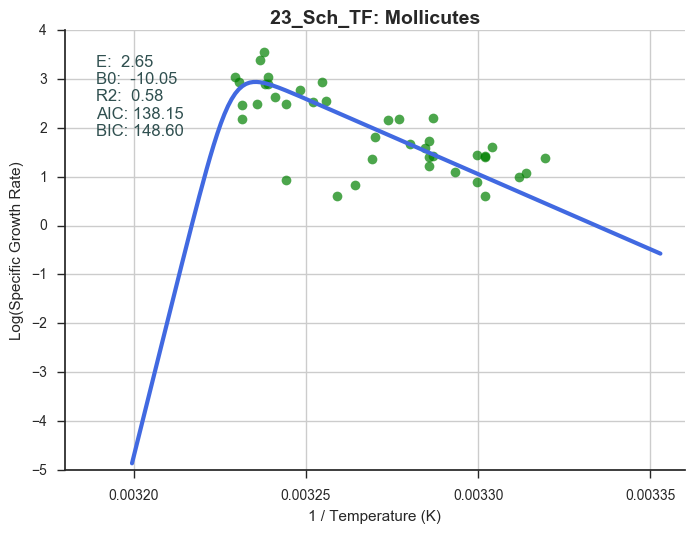 23_Sch_TF: Mollicutes
E:  2.65
B0:  -10.05
R2:  0.58
AIC: 138.15
BIC: 148.60
Log(Specific Growth Rate)
4
3
2
1
0
−1
−2
−3
−4
−5
0.00320 0.00325 0.00330 0.00335
1 / Temperature (K)